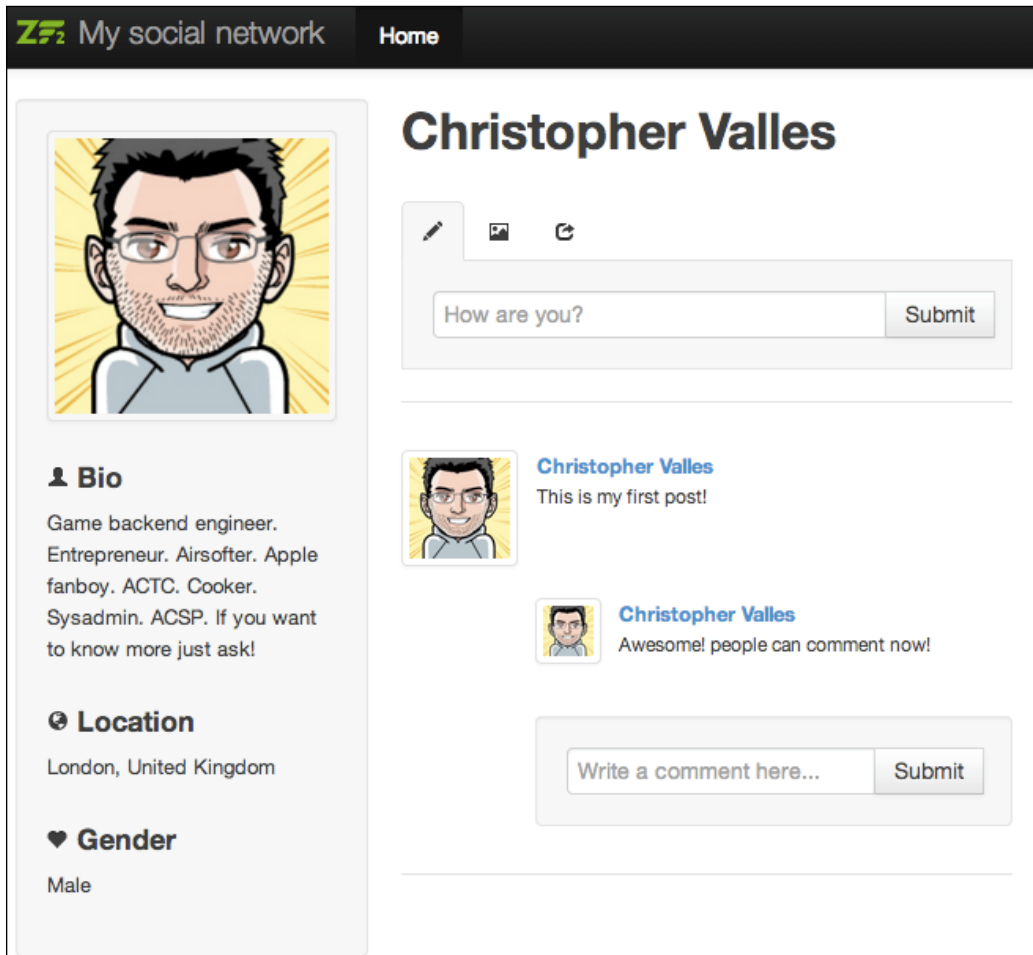 ZF2 My social network Home
Christopher Valles
How are you? Submit
Christopher Valles
This is my first post!
Christopher Valles
Awesome! people can comment now!
Write a comment here... Submit
Bio
Game backend engineer.
Entrepreneur. Airsofter. Apple
fanboy. ACTC. Cooker.
Sysadmin. ACSP. If you want
to know more just ask!
Location
London, United Kingdom
Gender
Male